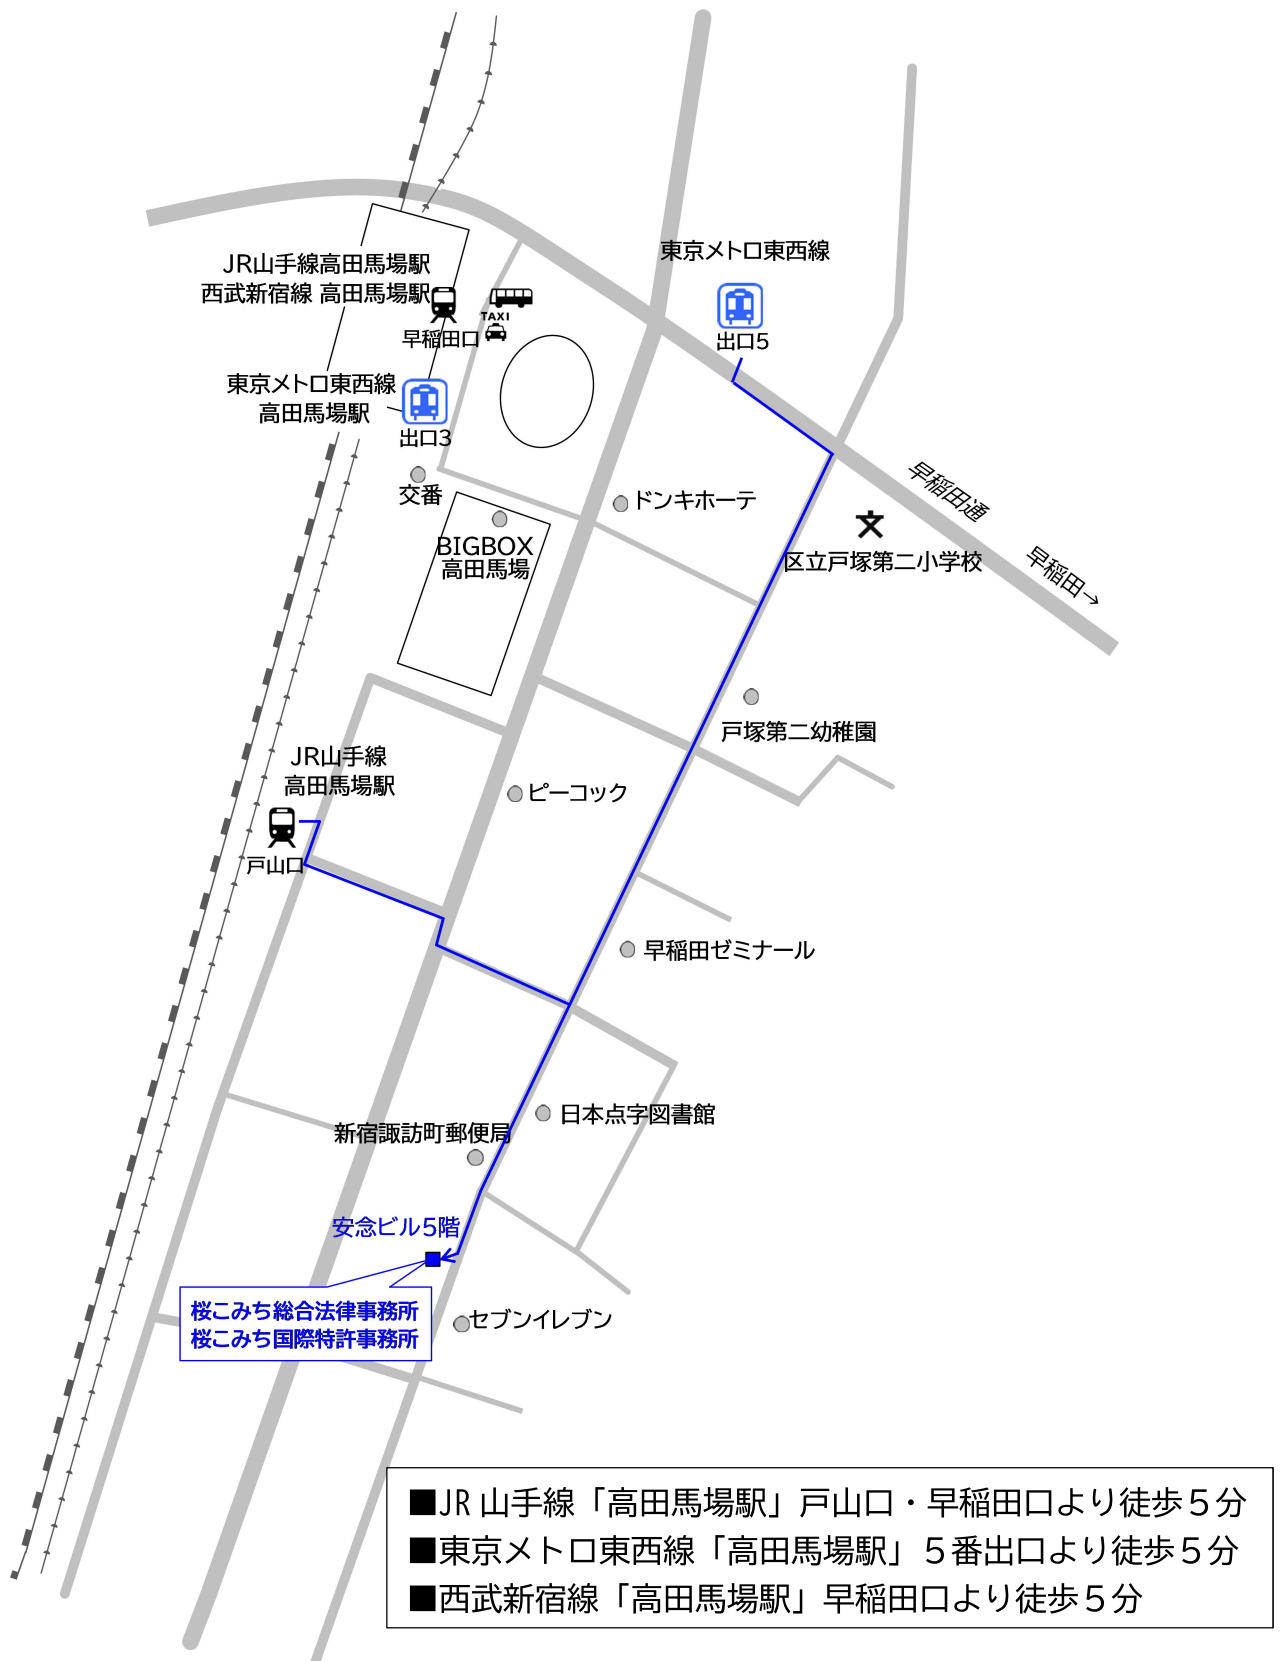 東京メトロ東西線
出口5
JR山手線高田馬場駅
西武新宿線 高田馬場駅
TAXI
早稲田口
東京メトロ東西線
高田馬場駅
出口3
交番
ドンキホーテ
早稲田通
早稲田→
区立戸塚第二小学校
BIGBOX
高田馬場
戸塚第二幼稚園
JR山手線
高田馬場駅
戸山口
ピーコック
早稲田ゼミナール
日本点字図書館
新宿諏訪町郵便局
安念ビル5階
桜こみち総合法律事務所
桜こみち国際特許事務所
セブンイレブン
■JR 山手線「高田馬場駅」戸山口・早稲田口より徒歩５分
■東京メトロ東西線「高田馬場駅」５番出口より徒歩５分
■西武新宿線「高田馬場駅」早稲田口より徒歩５分